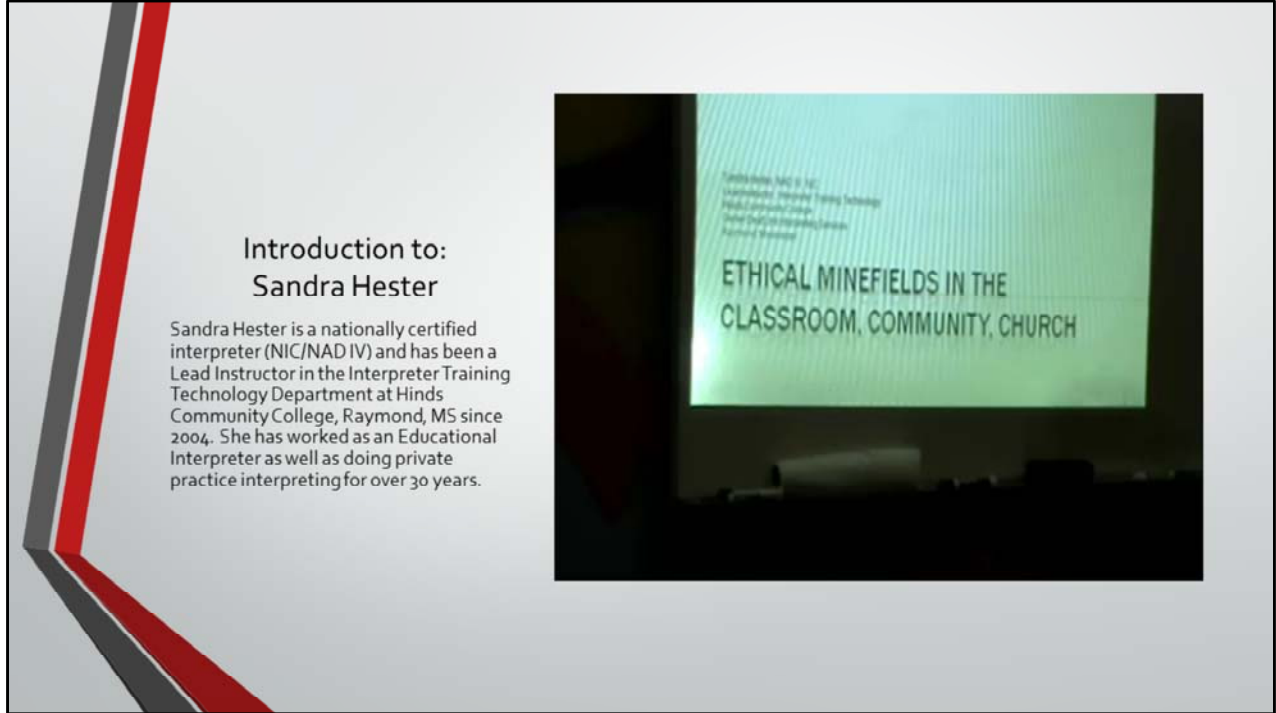 Introduction to:
Sandra Hester
Sandra Hester is a nationally certified
interpreter (NIC/NAD IV) and has been a
Lead Instructor in the Interpreter Training
Technology Department at Hinds
Community College, Raymond, MS since
2004. She has worked as an Educational
Interpreter as well as doing private
practice interpreting for over 30 years.
Training Technology
ETHICAL MINEFIELDS IN THE
CLASSROOM, COMMUNITY, CHURCH